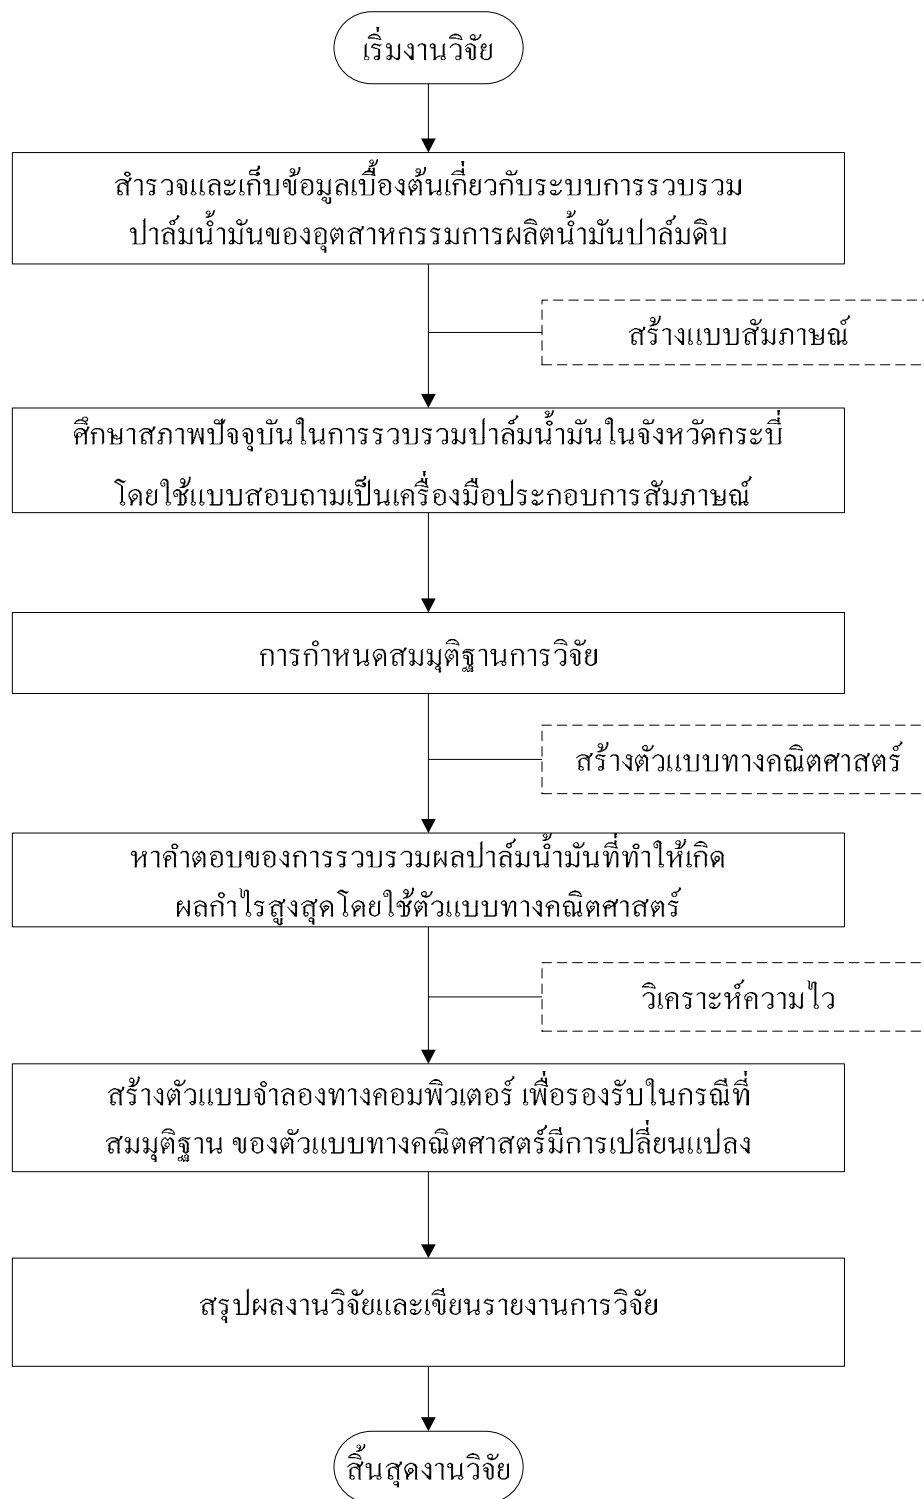 เริ่มงานวิจัย
สำรวจและเก็บข้อมูลเบื้องต้นเกี่ยวกับระบบการรวบรวม
ปาล์มน้ำมันของอุตสาหกรรมการผลิตน้ำมันปาล์มดิบ
สร้างแบบสัมภาษณ์
ศึกษาสภาพปัจจุบันในการรวบรวมปาล์มน้ำมันในจังหวัดกระบี่
โดยใช้แบบสอบถามเป็นเครื่องมือประกอบการสัมภาษณ์
การกำหนดสมมุติฐานการวิจัย
สร้างตัวแบบทางคณิตศาสตร์
หาคำตอบของการรวบรวมผลปาล์มน้ำมันที่ทำให้เกิด
ผลกำไรสูงสุดโดยใช้ตัวแบบทางคณิตศาสตร์
วิเคราะห์ความไว
สร้างตัวแบบจำลองทางคอมพิวเตอร์ เพื่อรองรับในกรณีที่
สมมุติฐาน ของตัวแบบทางคณิตศาสตร์มีการเปลี่ยนแปลง
สรุปผลงานวิจัยและเขียนรายงานการวิจัย
สิ้นสุดงานวิจัย